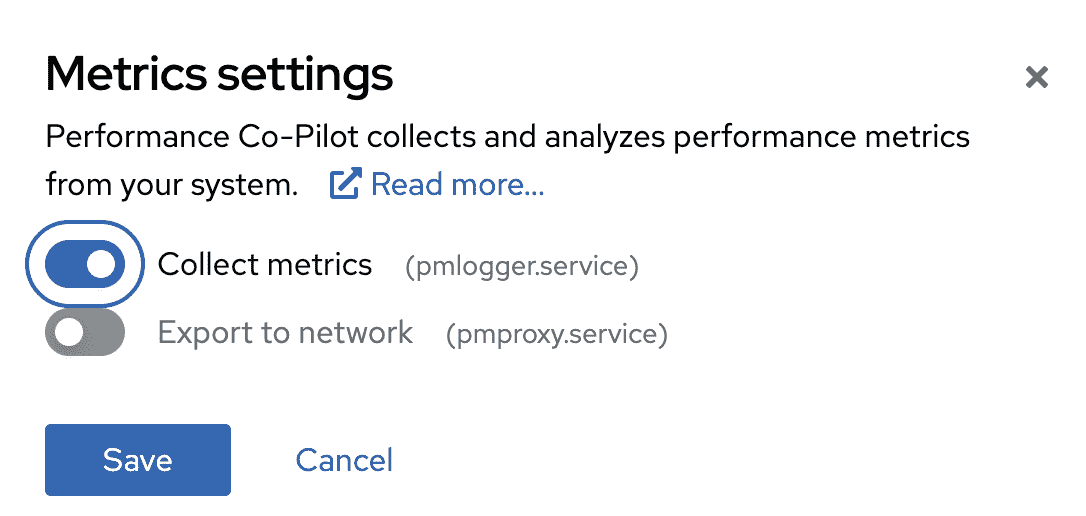 Metrics settings
Performance Co-Pilot collects and analyzes performance metrics
from your system. Read more...
Collect metrics (pmlogger.service)
Export to network (pmproxy.service)
Save Cancel